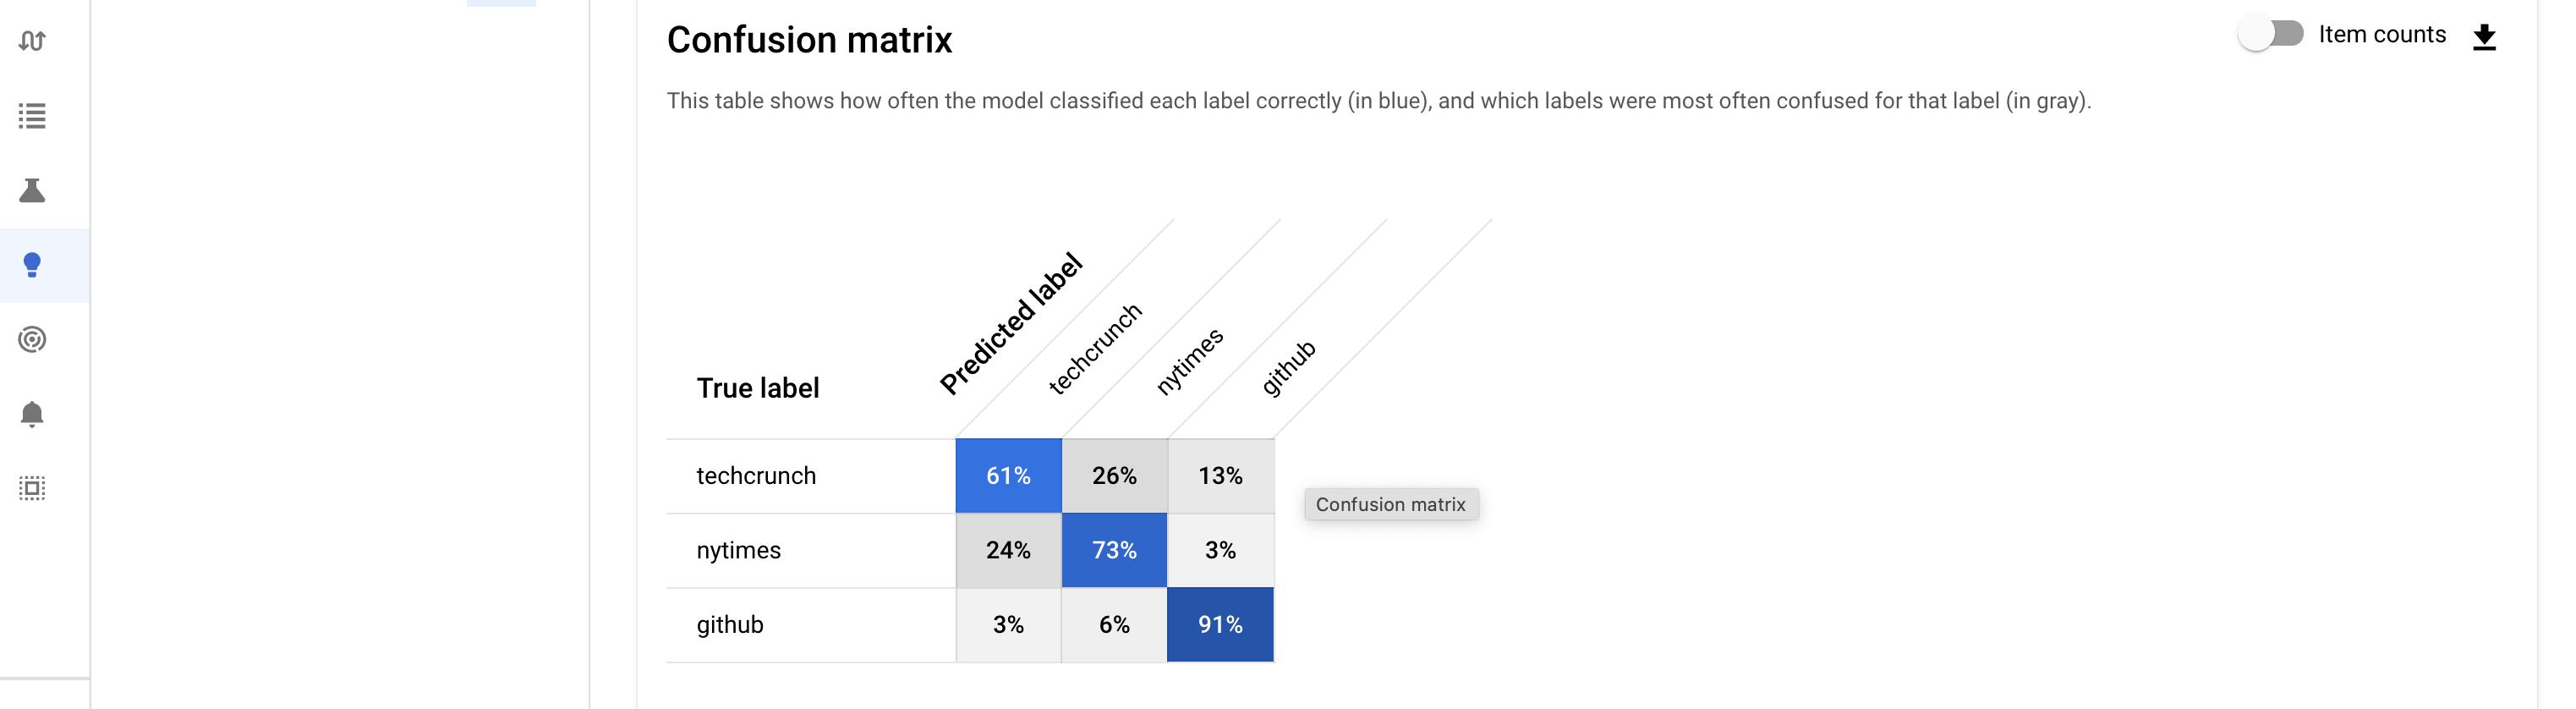 Confusion matrix
Item counts
This table shows how often the model classified each label correctly (in blue), and which labels were most often confused for that label (in gray).
True label
Predicted label
techcrunch
nytimes
github
techcrunch 61% 26% 13%
Confusion matrix
nytimes 24% 73% 3%
github 3% 6% 91%